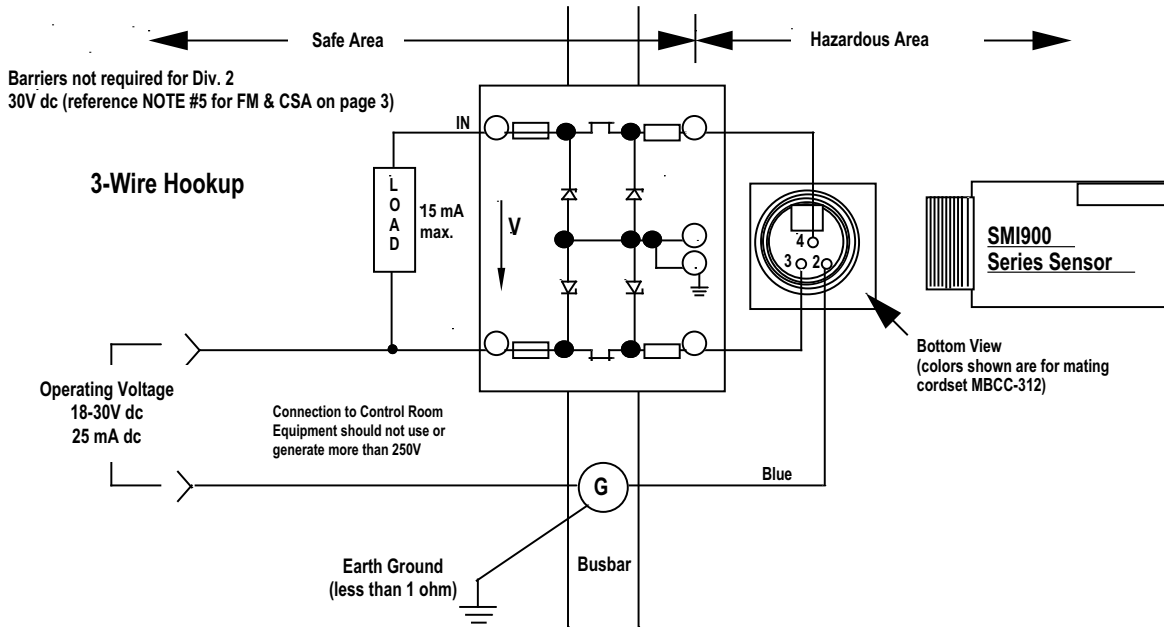 Safe Area
Hazardous Area
Barriers not required for Div. 2
30V dc (reference NOTE #5 for FM & CSA on page 3)
IN
3-Wire Hookup
L
O
A
D
15 mA
max.
V
4
3
2
SMI900
Series Sensor
Bottom View
(colors shown are for mating
cordset MBCC-312)
Operating Voltage
18-30V dc
25 mA dc
Connection to Control Room
Equipment should not use or
generate more than 250V
G
Blue
Earth Ground
(less than 1 ohm)
Busbar